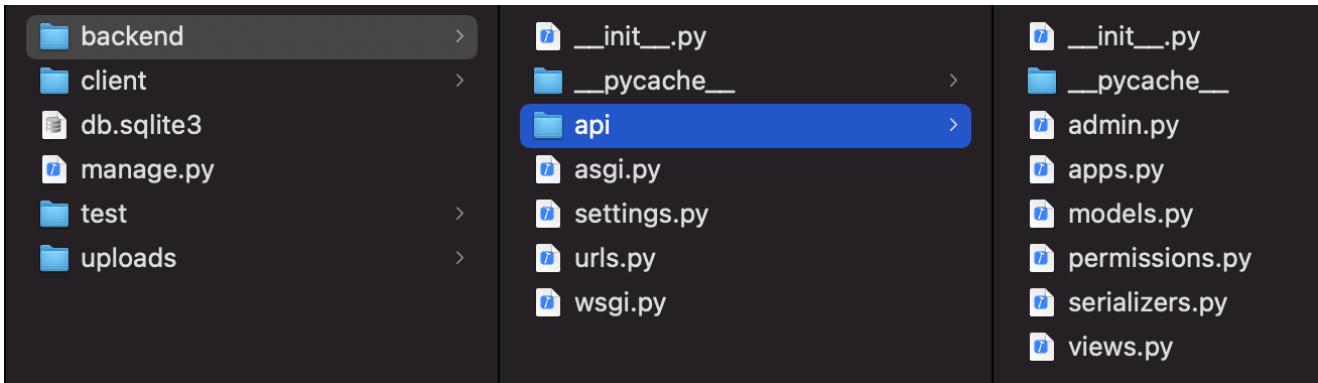 backend
client
db.sqlite3
manage.py
test
uploads
__init__.py
__pycache__
api
asgi.py
settings.py
urls.py
wsgi.py
__init__.py
__pycache__
admin.py
apps.py
models.py
permissions.py
serializers.py
views.py